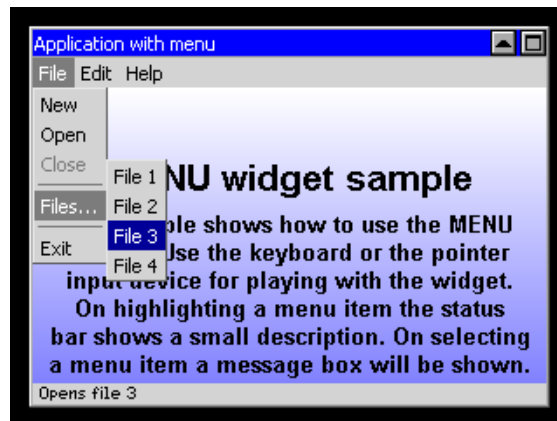 Application with menu
File Edit Help
New
Open
Close
Files...
Exit
File 1
File 2
File 3
File 4
NU widget sample
ple shows how to use the MENU
Use the keyboard or the pointer
input device for playing with the widget.
On highlighting a menu item the status
bar shows a small description. On selecting
a menu item a message box will be shown.
Opens file 3